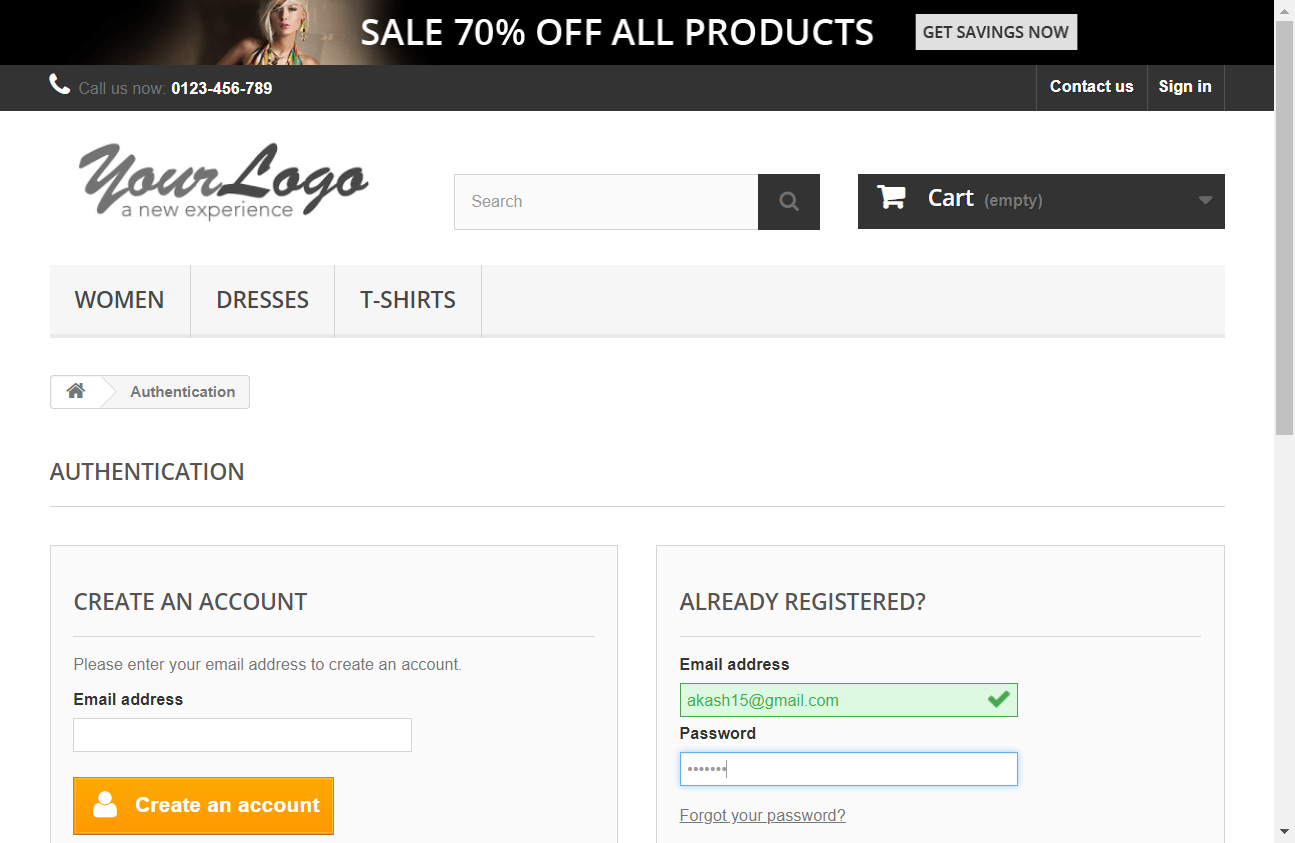 SALE 70% OFF ALL PRODUCTS GET SAVINGS NOW
Call us now: 0123-456-789 Contact us Sign in
Your Logo
a new experience
Search
Cart (empty)
WOMEN DRESSES T-SHIRTS
Authentication
AUTHENTICATION
CREATE AN ACCOUNT
Please enter your email address to create an account.
Email address
Create an account
ALREADY REGISTERED?
Email address
akash15@gmail.com
Password
•••••••
Forgot your password?